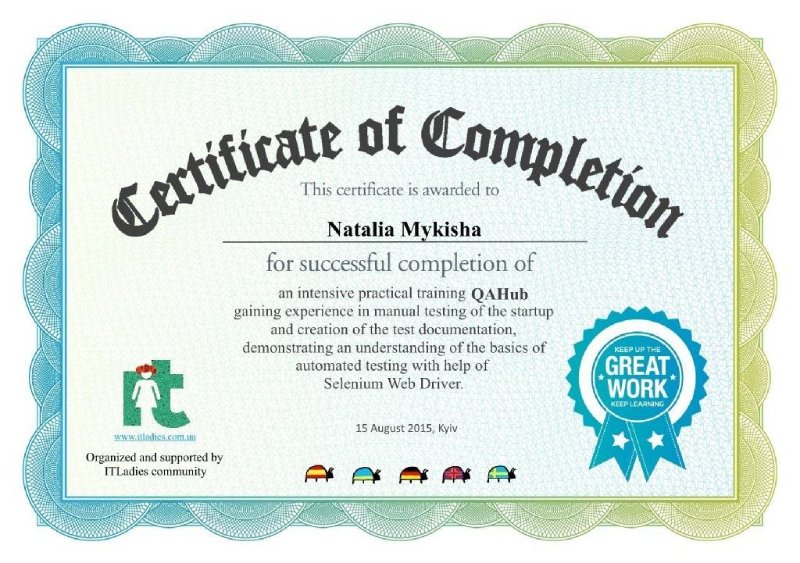 Certificate of Completion
This certificate is awarded to
Natalia Mykisha
for successful completion of
an intensive practical training QAHub
gaining experience in manual testing of the startup
and creation of the test documentation,
demonstrating an understanding of the basics of
automated testing with help of
Selenium Web Driver.
15 August 2015, Kyiv
it
www.itladies.com.ua
Organized and supported by
ITLadies community
KEEP UP THE
GREAT
WORK
KEEP LEARNING